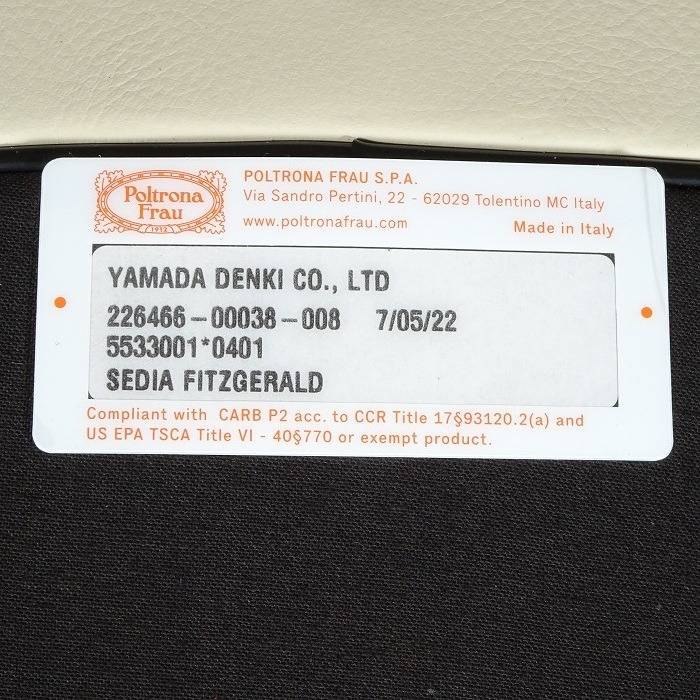 Poltrona
Frau
1912
POLTRONA FRAU S.P.A.
Via Sandro Pertini, 22 - 62029 Tolentino MC Italy
www.poltronafrau.com
Made in Italy
YAMADA DENKI CO., LTD
226466-00038-008 7/05/22
5533001*0401
SEDIA FITZGERALD
Compliant with CARB P2 acc. to CCR Title 17§93120.2(a) and
US EPA TSCA Title VI - 40§770 or exempt product.